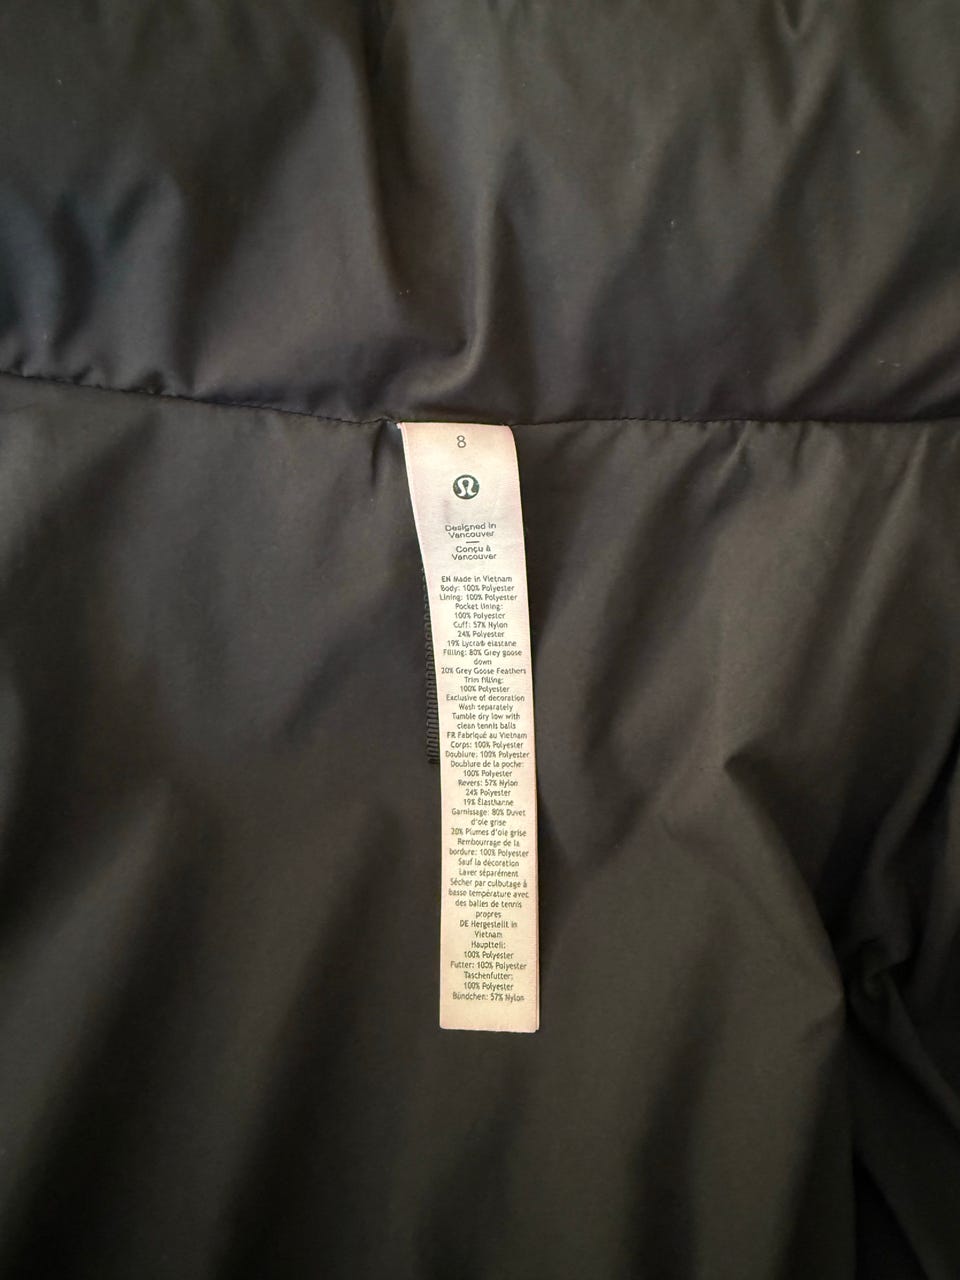 8
Designed in
Vancouver
Conçu à
Vancouver
EN Made in Vietnam
Body: 100% Polyester
Lining: 100% Polyester
Pocket lining:
100% Polyester
Cuff: 57% Nylon
24% Polyester
19% Lycra® elastane
Filling: 80% Grey goose
down
20% Grey Goose Feathers
Trim filling:
100% Polyester
Exclusive of decoration
Wash separately
Tumble dry low with
clean tennis balls
FR Fabriqué au Vietnam
Corps: 100% Polyester
Doublure: 100% Polyester
Doublure de la poche:
100% Polyester
Revers: 57% Nylon
24% Polyester
19% Élasthanne
Garnissage: 80% Duvet
d'oie grise
20% Plumes d'oie grise
Rembourrage de la
bordure: 100% Polyester
Sauf la décoration
Laver séparément
Sécher par culbutage à
basse température avec
des balles de tennis
propres
DE Hergestellt in
Vietnam
Hauptteil:
100% Polyester
Futter: 100% Polyester
Taschenfutter:
100% Polyester
Bündchen: 57% Nylon